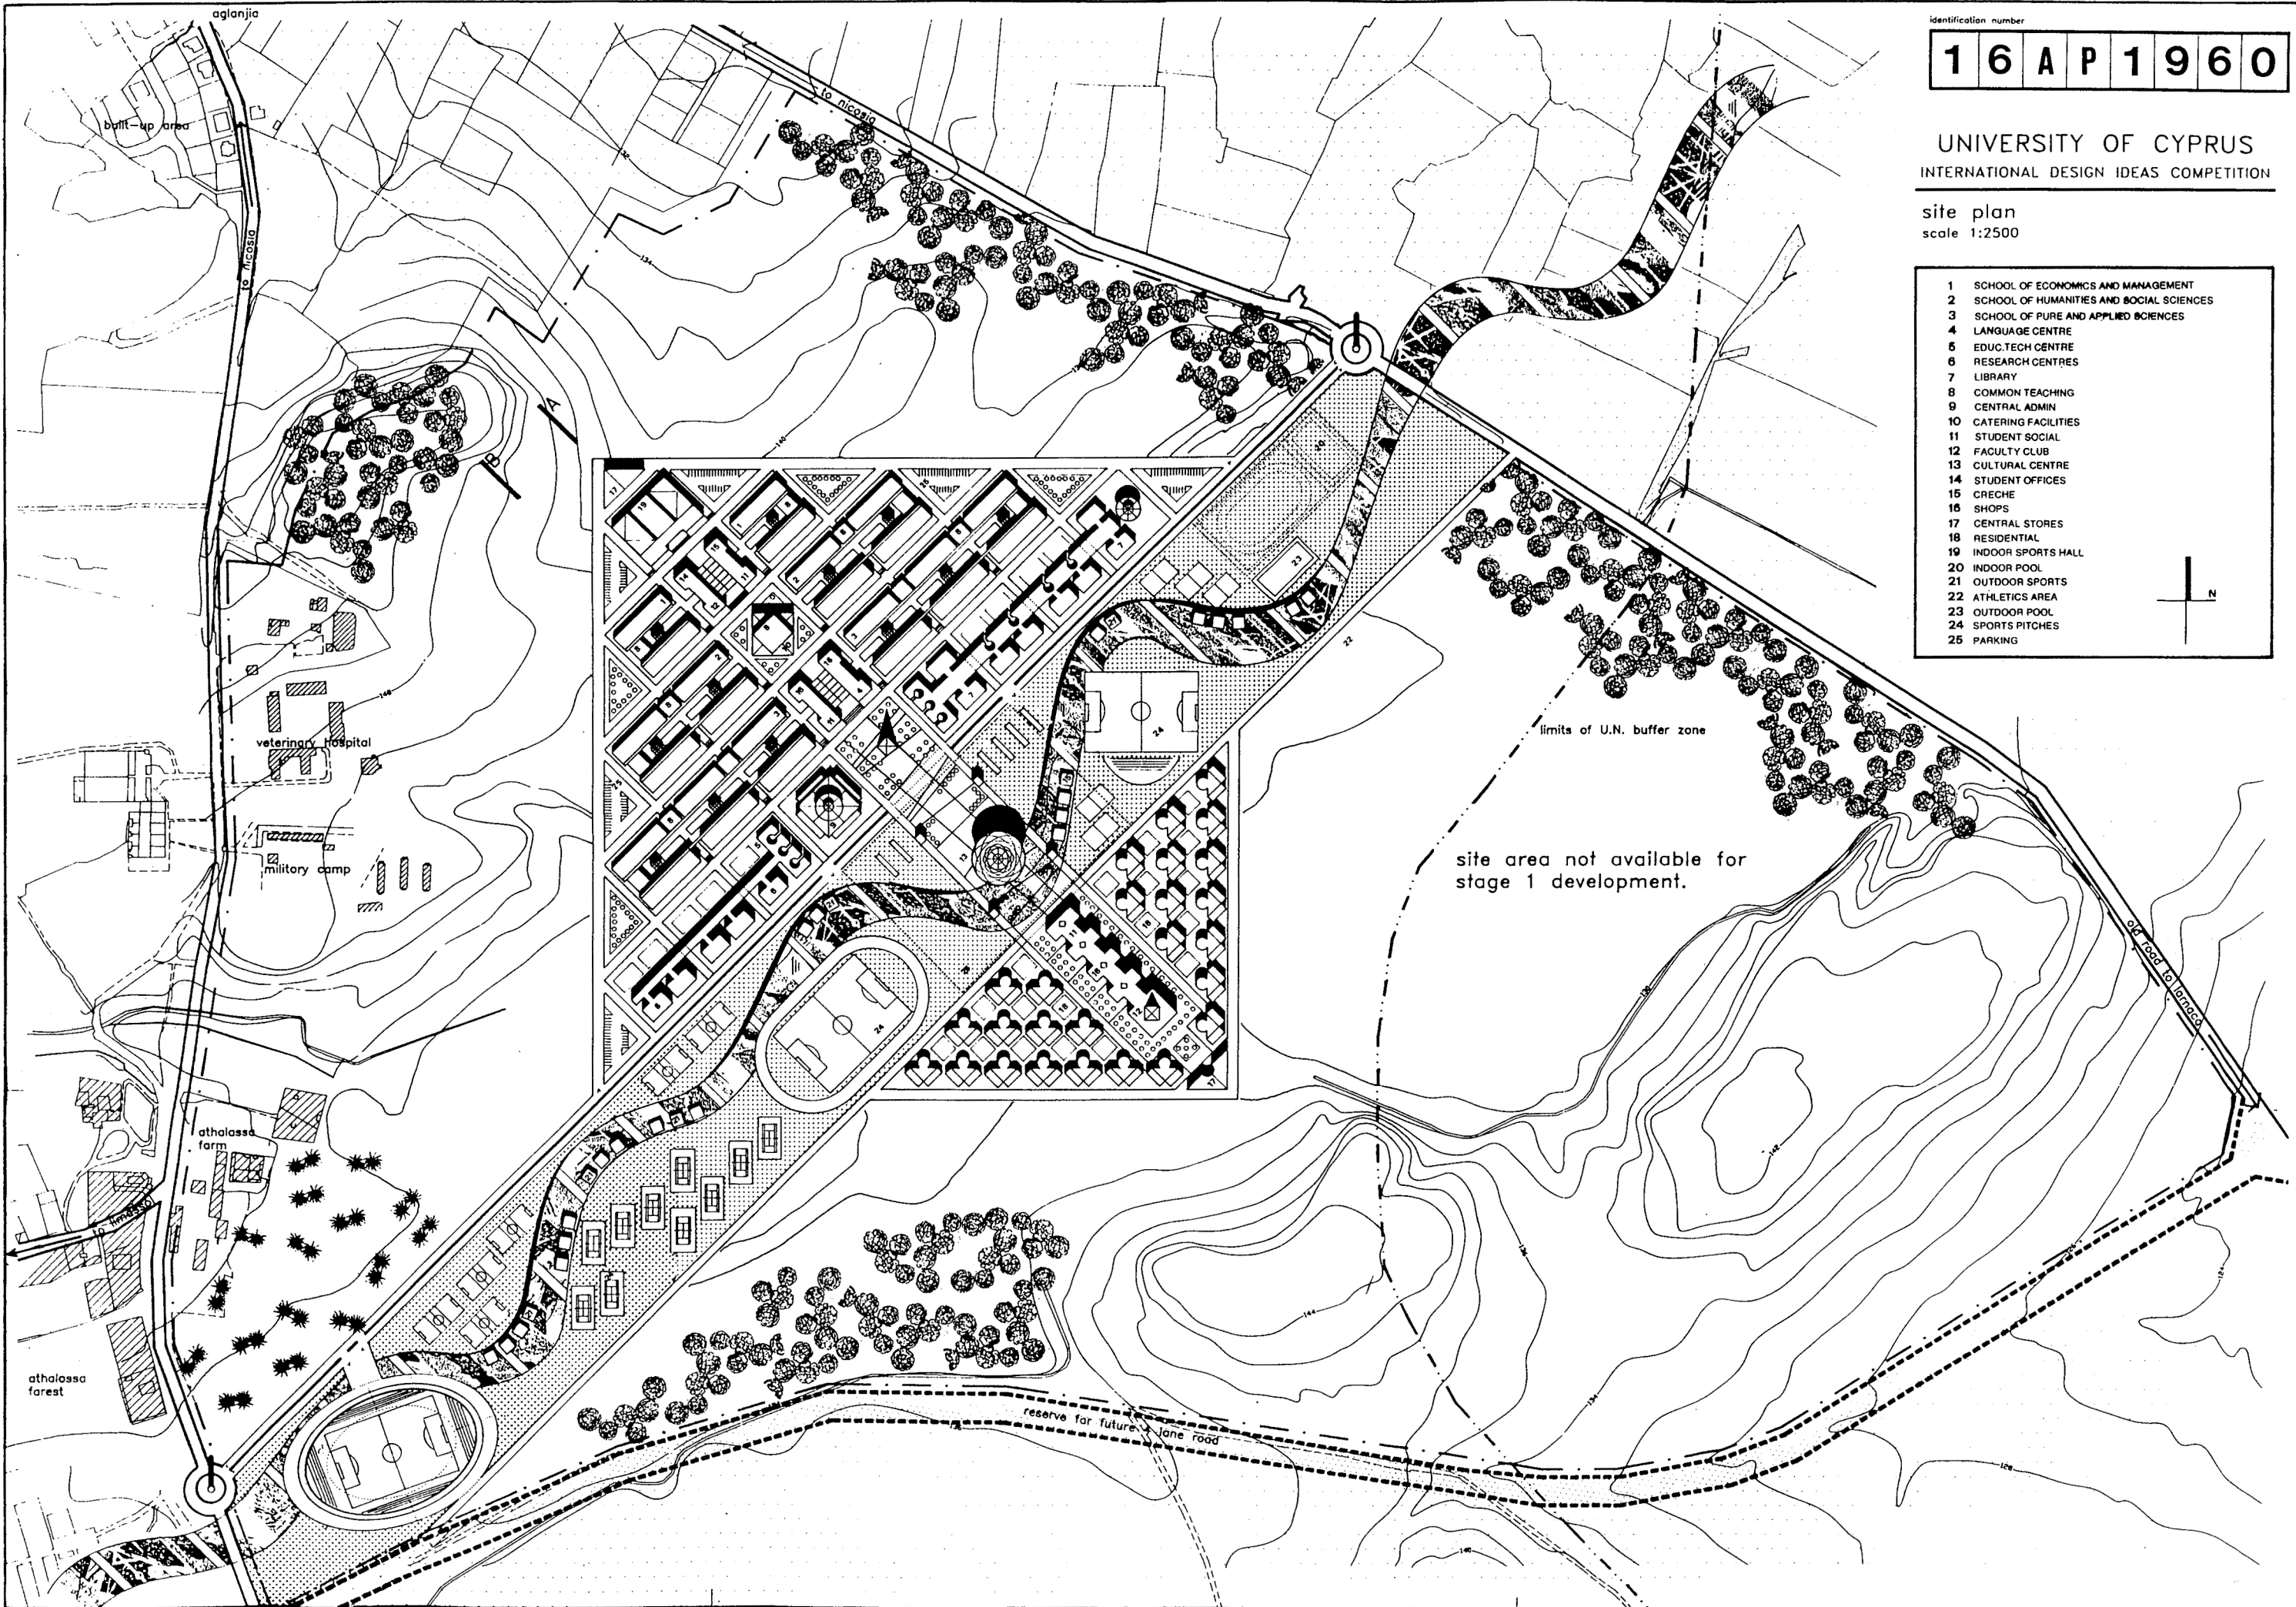 aglanjia
identification number
16AP1960
UNIVERSITY OF CYPRUS
INTERNATIONAL DESIGN IDEAS COMPETITION
site plan
scale 1:2500
1 SCHOOL OF ECONOMICS AND MANAGEMENT
2 SCHOOL OF HUMANITIES AND SOCIAL SCIENCES
3 SCHOOL OF PURE AND APPLIED SCIENCES
4 LANGUAGE CENTRE
5 EDUC.TECH CENTRE
6 RESEARCH CENTRES
7 LIBRARY
8 COMMON TEACHING
9 CENTRAL ADMIN
10 CATERING FACILITIES
11 STUDENT SOCIAL
12 FACULTY CLUB
13 CULTURAL CENTRE
14 STUDENT OFFICES
15 CRECHE
16 SHOPS
17 CENTRAL STORES
18 RESIDENTIAL
19 INDOOR SPORTS HALL
20 INDOOR POOL
21 OUTDOOR SPORTS
22 ATHLETICS AREA
23 OUTDOOR POOL
24 SPORTS PITCHES
25 PARKING
N
built-up area
to nicosia
to nicosia
A
B
veterinary hospital
military camp
limits of U.N. buffer zone
site area not available for
stage 1 development.
old road to larnaca
athalassa
farm
to limassol
athalassa
farest
reserve for future 4 lane road